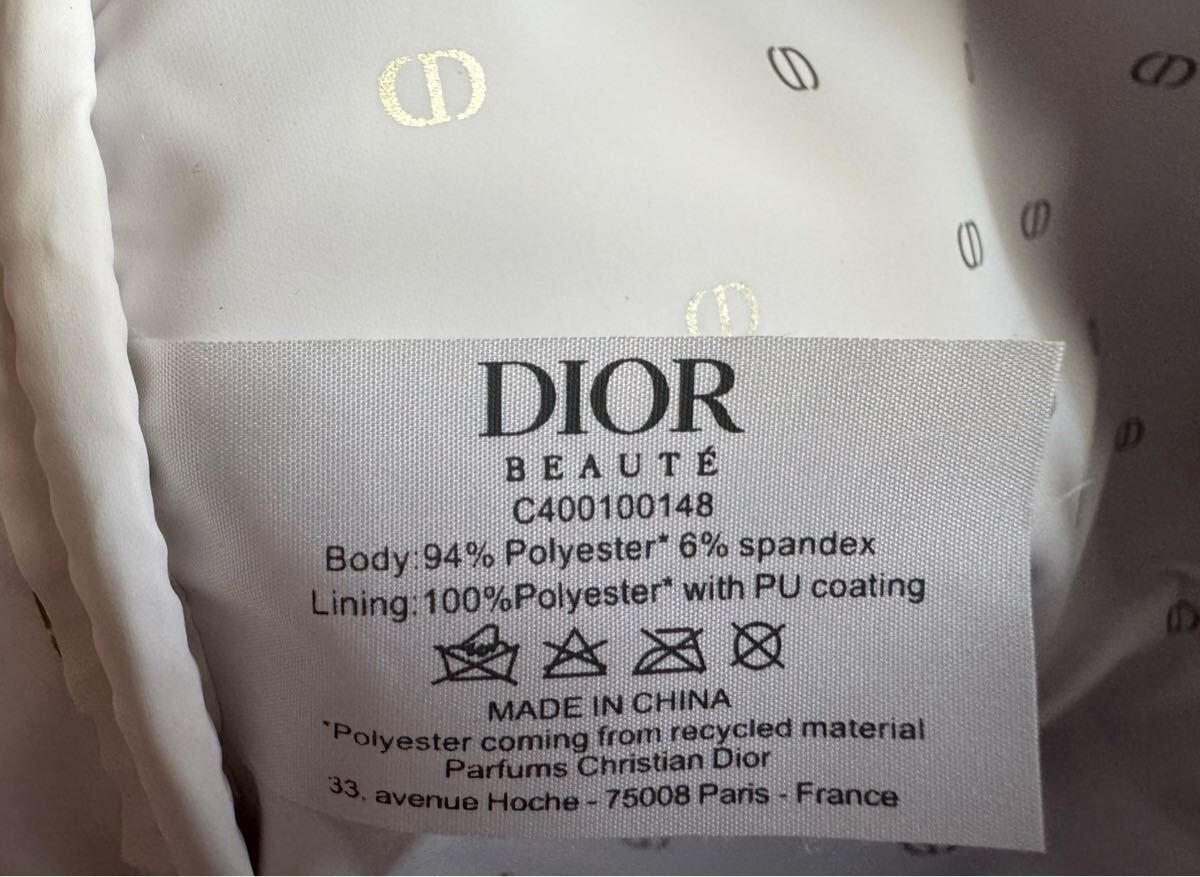 DIOR
BEAUTÉ
C400100148
Body:94% Polyester* 6% spandex
Lining:100%Polyester* with PU coating
MADE IN CHINA
*Polyester coming from recycled material
Parfums Christian Dior
33, avenue Hoche - 75008 Paris - France